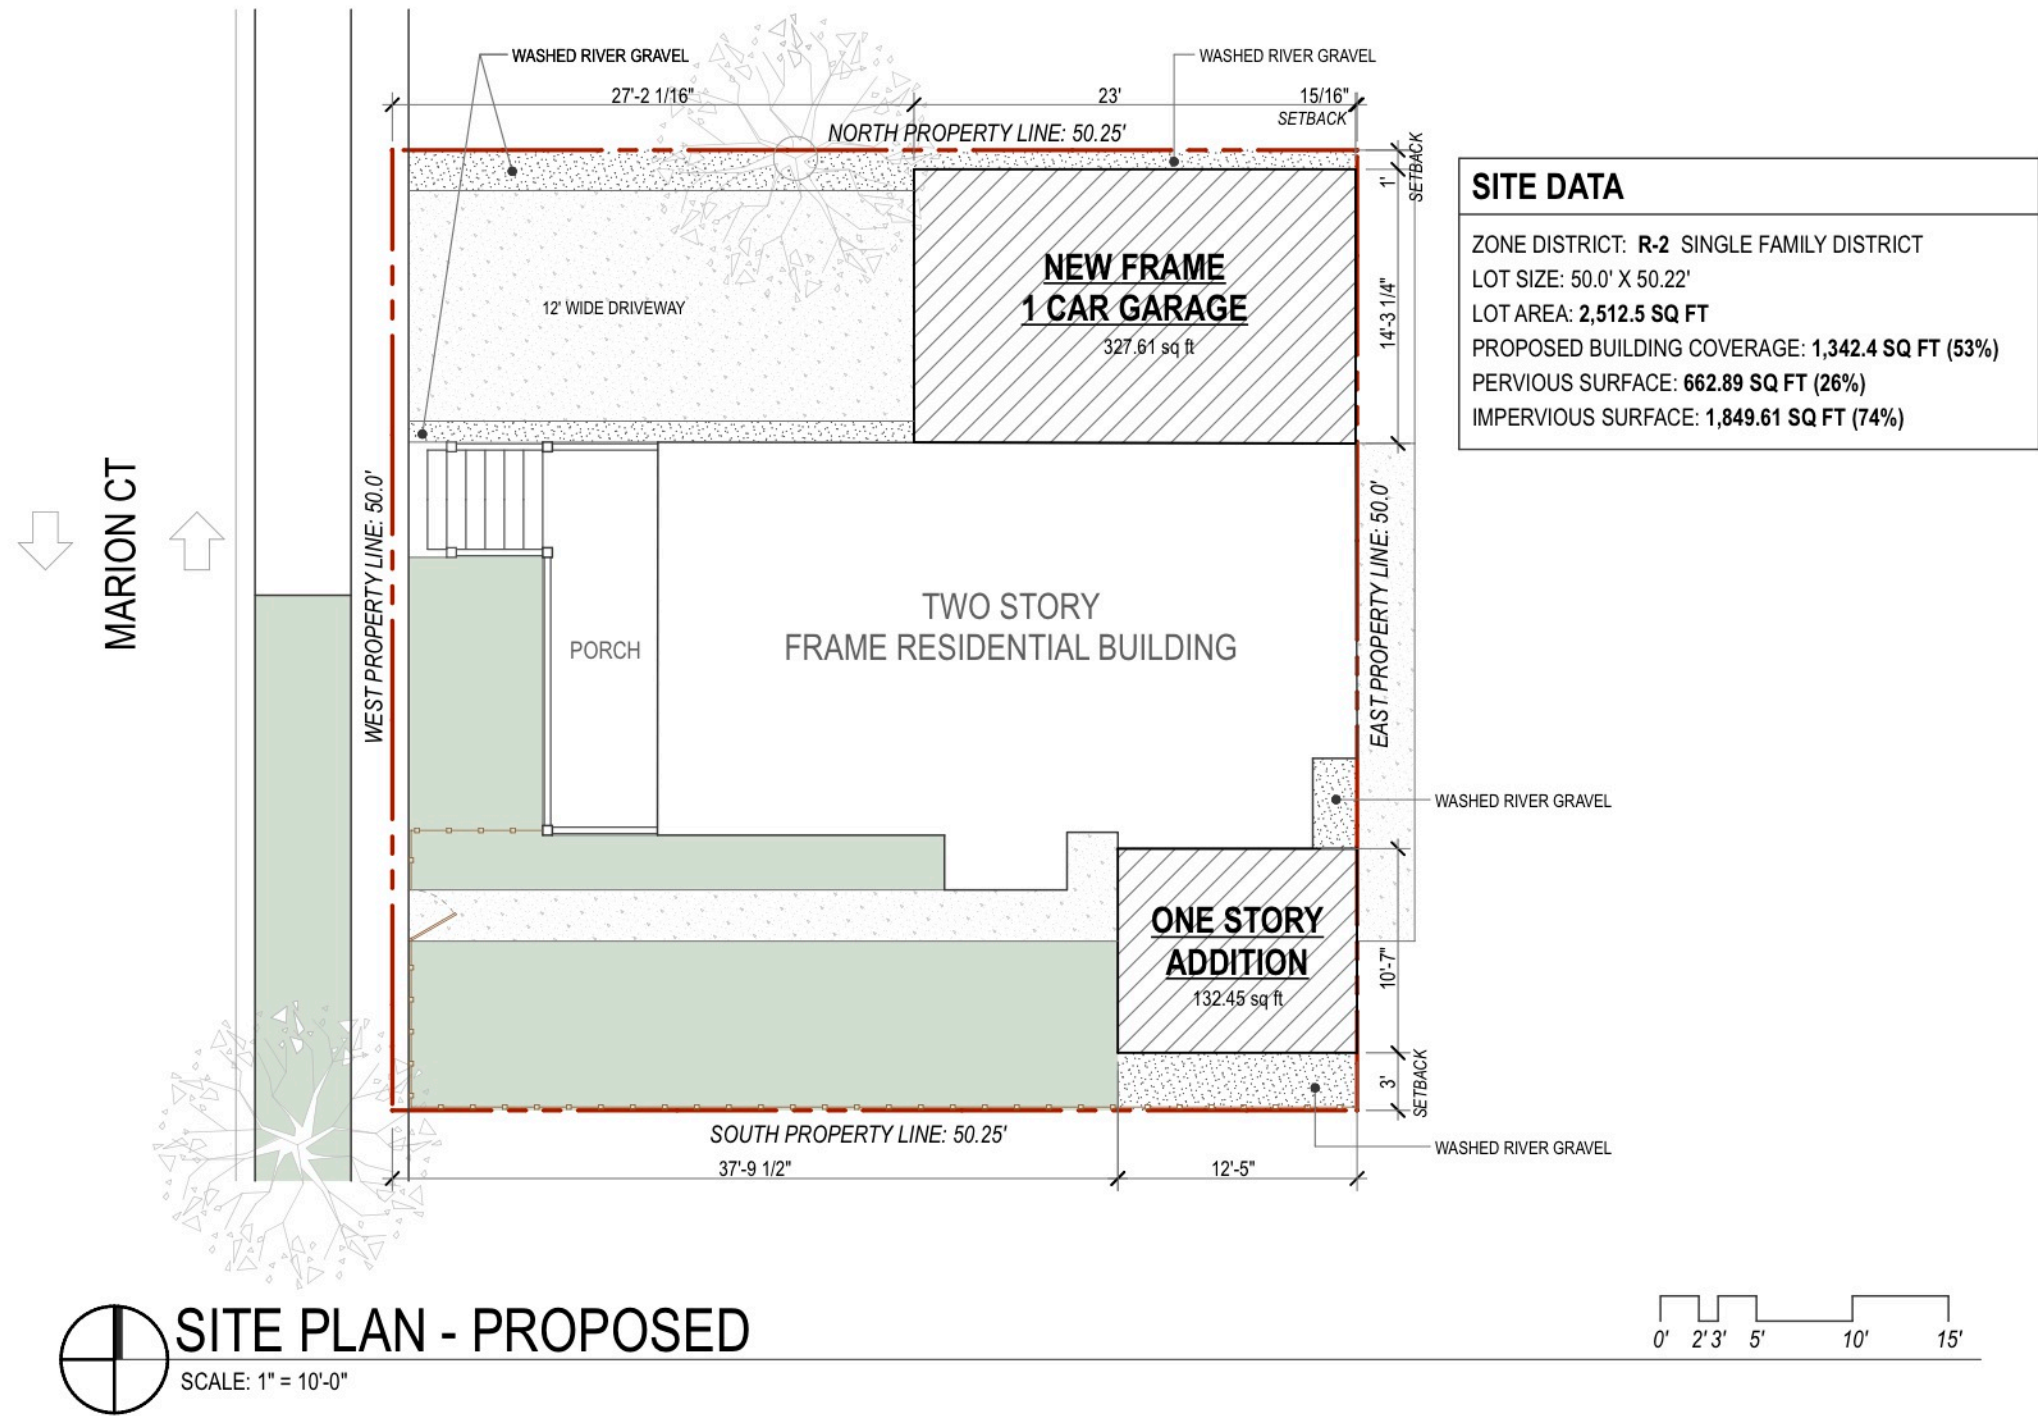 WASHED RIVER GRAVEL
WASHED RIVER GRAVEL
27'-2 1/16"
23'
15/16"
SETBACK
NORTH PROPERTY LINE: 50.25'
1'
SETBACK
SITE DATA
ZONE DISTRICT: R-2 SINGLE FAMILY DISTRICT
LOT SIZE: 50.0' X 50.22'
LOT AREA: 2,512.5 SQ FT
PROPOSED BUILDING COVERAGE: 1,342.4 SQ FT (53%)
PERVIOUS SURFACE: 662.89 SQ FT (26%)
IMPERVIOUS SURFACE: 1,849.61 SQ FT (74%)
NEW FRAME
1 CAR GARAGE
327.61 sq ft
12' WIDE DRIVEWAY
14'-3 1/4"
MARION CT
WEST PROPERTY LINE: 50.0'
EAST PROPERTY LINE: 50.0'
TWO STORY
FRAME RESIDENTIAL BUILDING
PORCH
WASHED RIVER GRAVEL
ONE STORY
ADDITION
132.45 sq ft
10'-7"
3'
SETBACK
SOUTH PROPERTY LINE: 50.25'
WASHED RIVER GRAVEL
37'-9 1/2"
12'-5"
SITE PLAN - PROPOSED
SCALE: 1" = 10'-0"
0' 2' 3' 5' 10' 15'